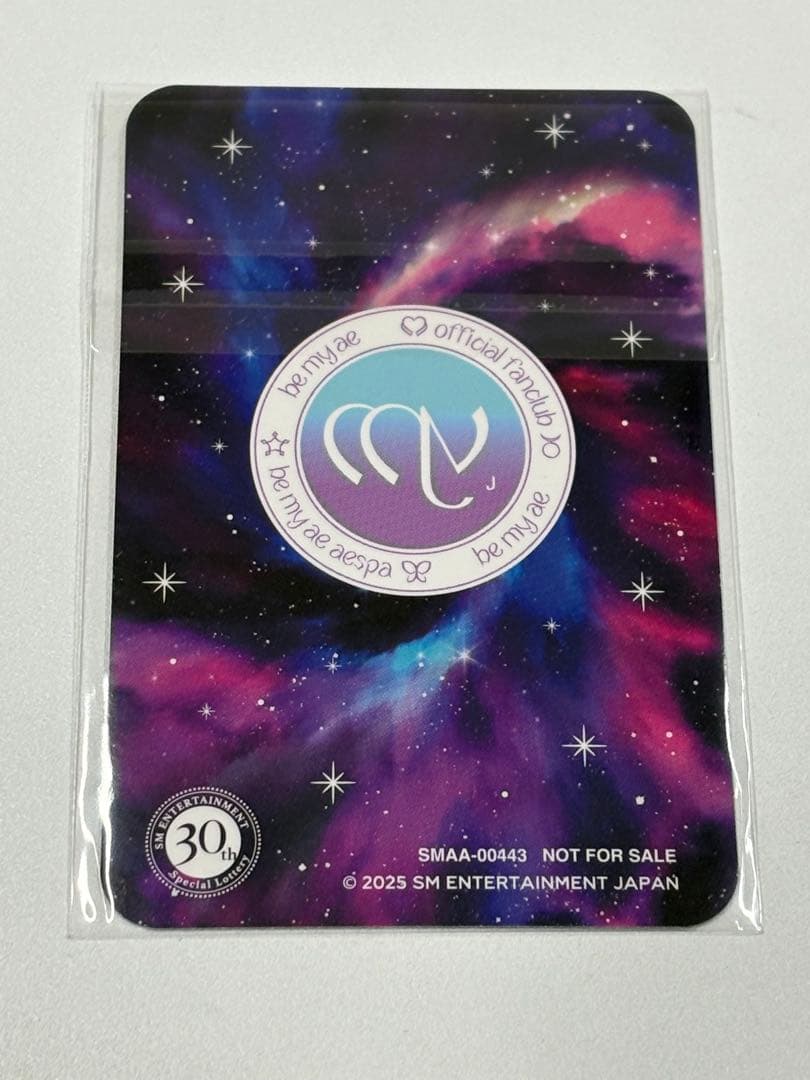 be my ae
official fanclub
be my ae
be my ae aespa
MY
J
SM ENTERTAINMENT
30th
Special Lottery
SMAA-00443 NOT FOR SALE
© 2025 SM ENTERTAINMENT JAPAN